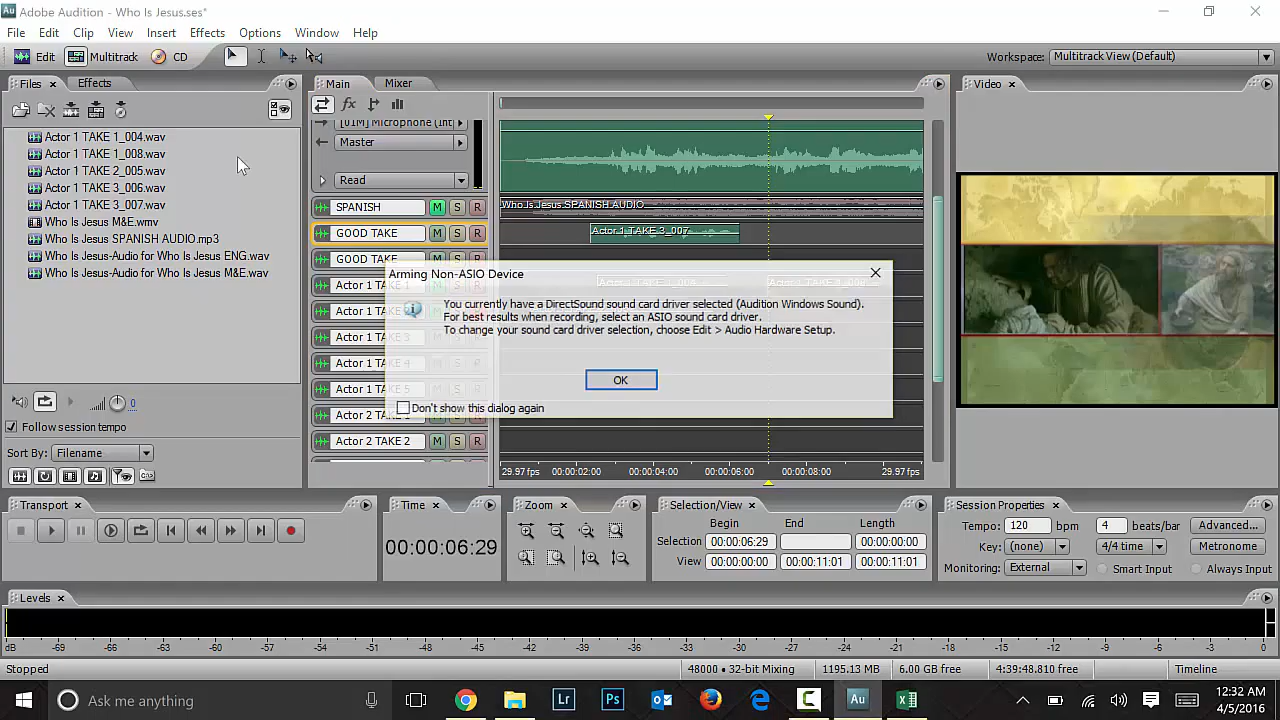 Adobe Audition - Who Is Jesus.ses*
File Edit Clip View Insert Effects Options Window Help
Edit Multitrack CD Workspace: Multitrack View (Default)
Files × Effects
Main Mixer
Video ×
Actor 1 TAKE 1_004.wav
Actor 1 TAKE 1_008.wav
Actor 1 TAKE 2_005.wav
Actor 1 TAKE 3_006.wav
Actor 1 TAKE 3_007.wav
Who Is Jesus M&E.wmv
Who Is Jesus SPANISH AUDIO.mp3
Who Is Jesus-Audio for Who Is Jesus ENG.wav
Who Is Jesus-Audio for Who Is Jesus M&E.wav
0
Follow session tempo
Sort By: Filename
[01M] Microphone (Int
Master
Read
SPANISH M S R
Who Is Jesus SPANISH AUDIO
GOOD TAKE M S R
Actor 1 TAKE 3_007
GOOD TAKE M S R
Actor 1
Actor 1 TAKE 2
Actor 1 TAKE 3
Actor 1 TAKE 4
Actor 1 TAKE 5
Actor 2 TAKE
Actor 2 TAKE 2 M S R
29.97 fps 00:00:02:00 00:00:04:00 00:00:06:00 00:00:08:00 29.97 fps
Arming Non-ASIO Device
You currently have a DirectSound sound card driver selected (Audition Windows Sound).
For best results when recording, select an ASIO sound card driver.
To change your sound card driver selection, choose Edit > Audio Hardware Setup.
OK
Don't show this dialog again
Transport ×
Time ×
00:00:06:29
Zoom ×
Selection/View ×
Begin End Length
Selection 00:00:06:29 00:00:00:00
View 00:00:00:00 00:00:11:01 00:00:11:01
Session Properties ×
Tempo: 120 bpm 4 beats/bar Advanced...
Key: (none) 4/4 time Metronome
Monitoring: External Smart Input Always Input
Levels ×
dB -69 -66 -63 -60 -57 -54 -51 -48 -45 -42 -39 -36 -33 -30 -27 -24 -21 -18 -15 -12 -9 -6 -3 0
Stopped 48000 • 32-bit Mixing 1195.13 MB 6.00 GB free 4:39:48.810 free Timeline
Ask me anything
12:32 AM
4/5/2016